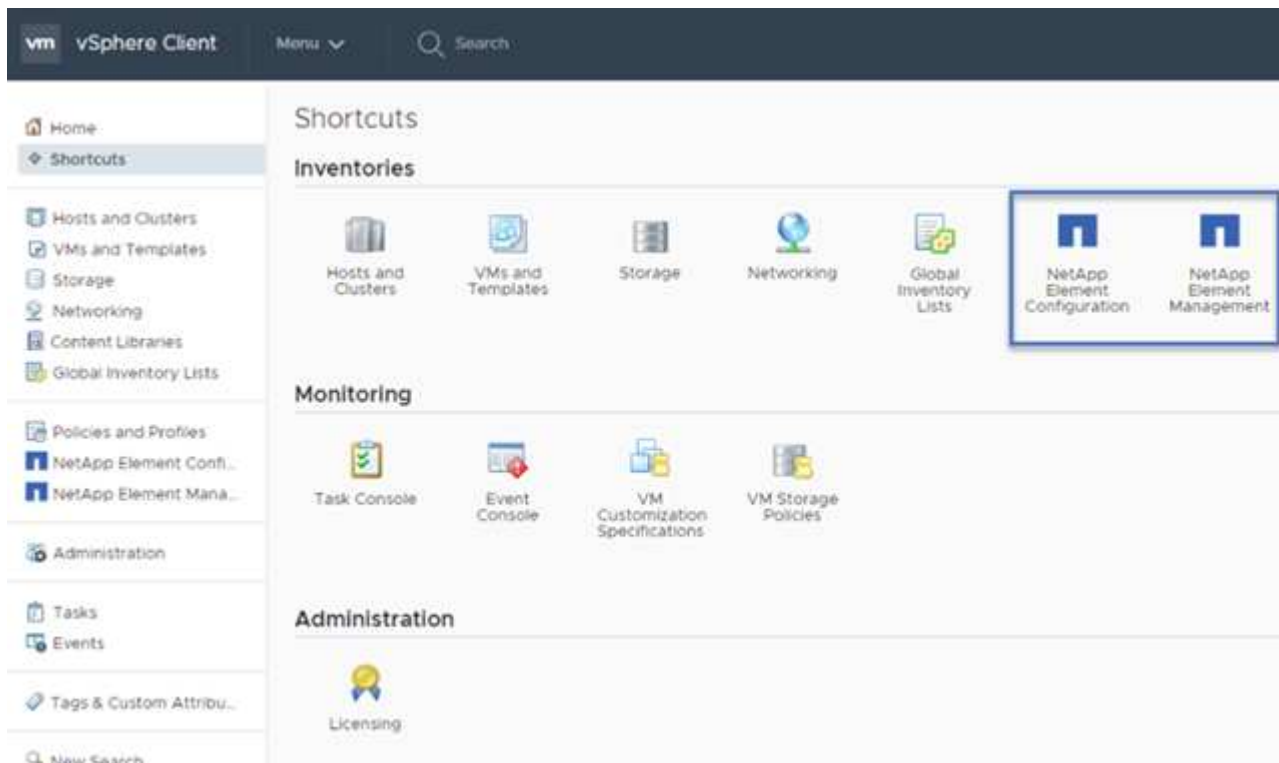 vm vSphere Client Menu Search
Home
Shortcuts
Hosts and Clusters
VMs and Templates
Storage
Networking
Content Libraries
Global Inventory Lists
Policies and Profiles
NetApp Element Confi...
NetApp Element Mana...
Administration
Tasks
Events
Tags & Custom Attribu...
New Search
Shortcuts
Inventories
Hosts and
Clusters
VMs and
Templates
Storage
Networking
Global
Inventory
Lists
NetApp
Element
Configuration
NetApp
Element
Management
Monitoring
Task Console
Event
Console
VM
Customization
Specifications
VM Storage
Policies
Administration
Licensing